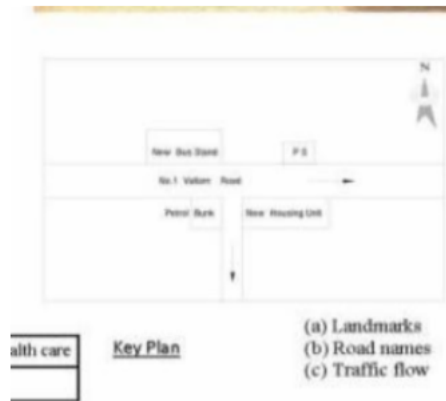 N
New Bus Stand
P S
No.1 Vallam Road
Petrol Bunk
New Housing Unit
alth care
Key Plan
(a) Landmarks
(b) Road names
(c) Traffic flow